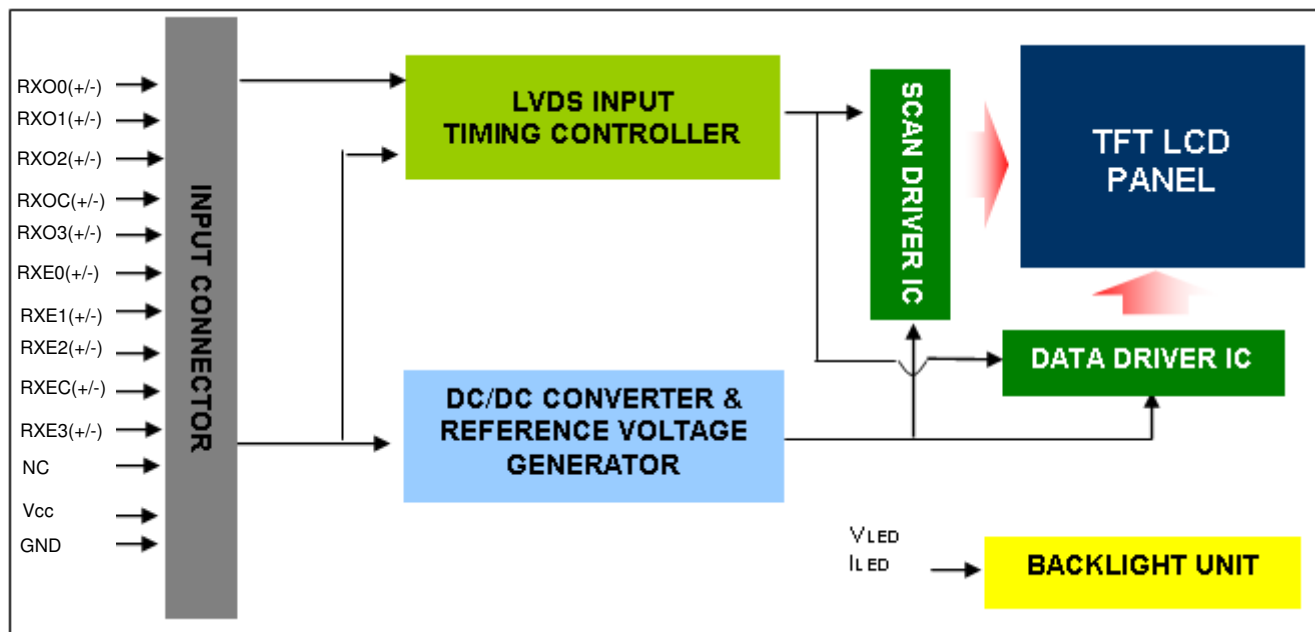 RXO0(+/-)
RXO1(+/-)
RXO2(+/-)
RXOC(+/-)
RXO3(+/-)
RXE0(+/-)
RXE1(+/-)
RXE2(+/-)
RXEC(+/-)
RXE3(+/-)
NC
Vcc
GND
INPUT CONNECTOR
LVDS INPUT
TIMING CONTROLLER
DC/DC CONVERTER &
REFERENCE VOLTAGE
GENERATOR
SCAN DRIVER IC
TFT LCD
PANEL
DATA DRIVER IC
VLED
ILED
BACKLIGHT UNIT